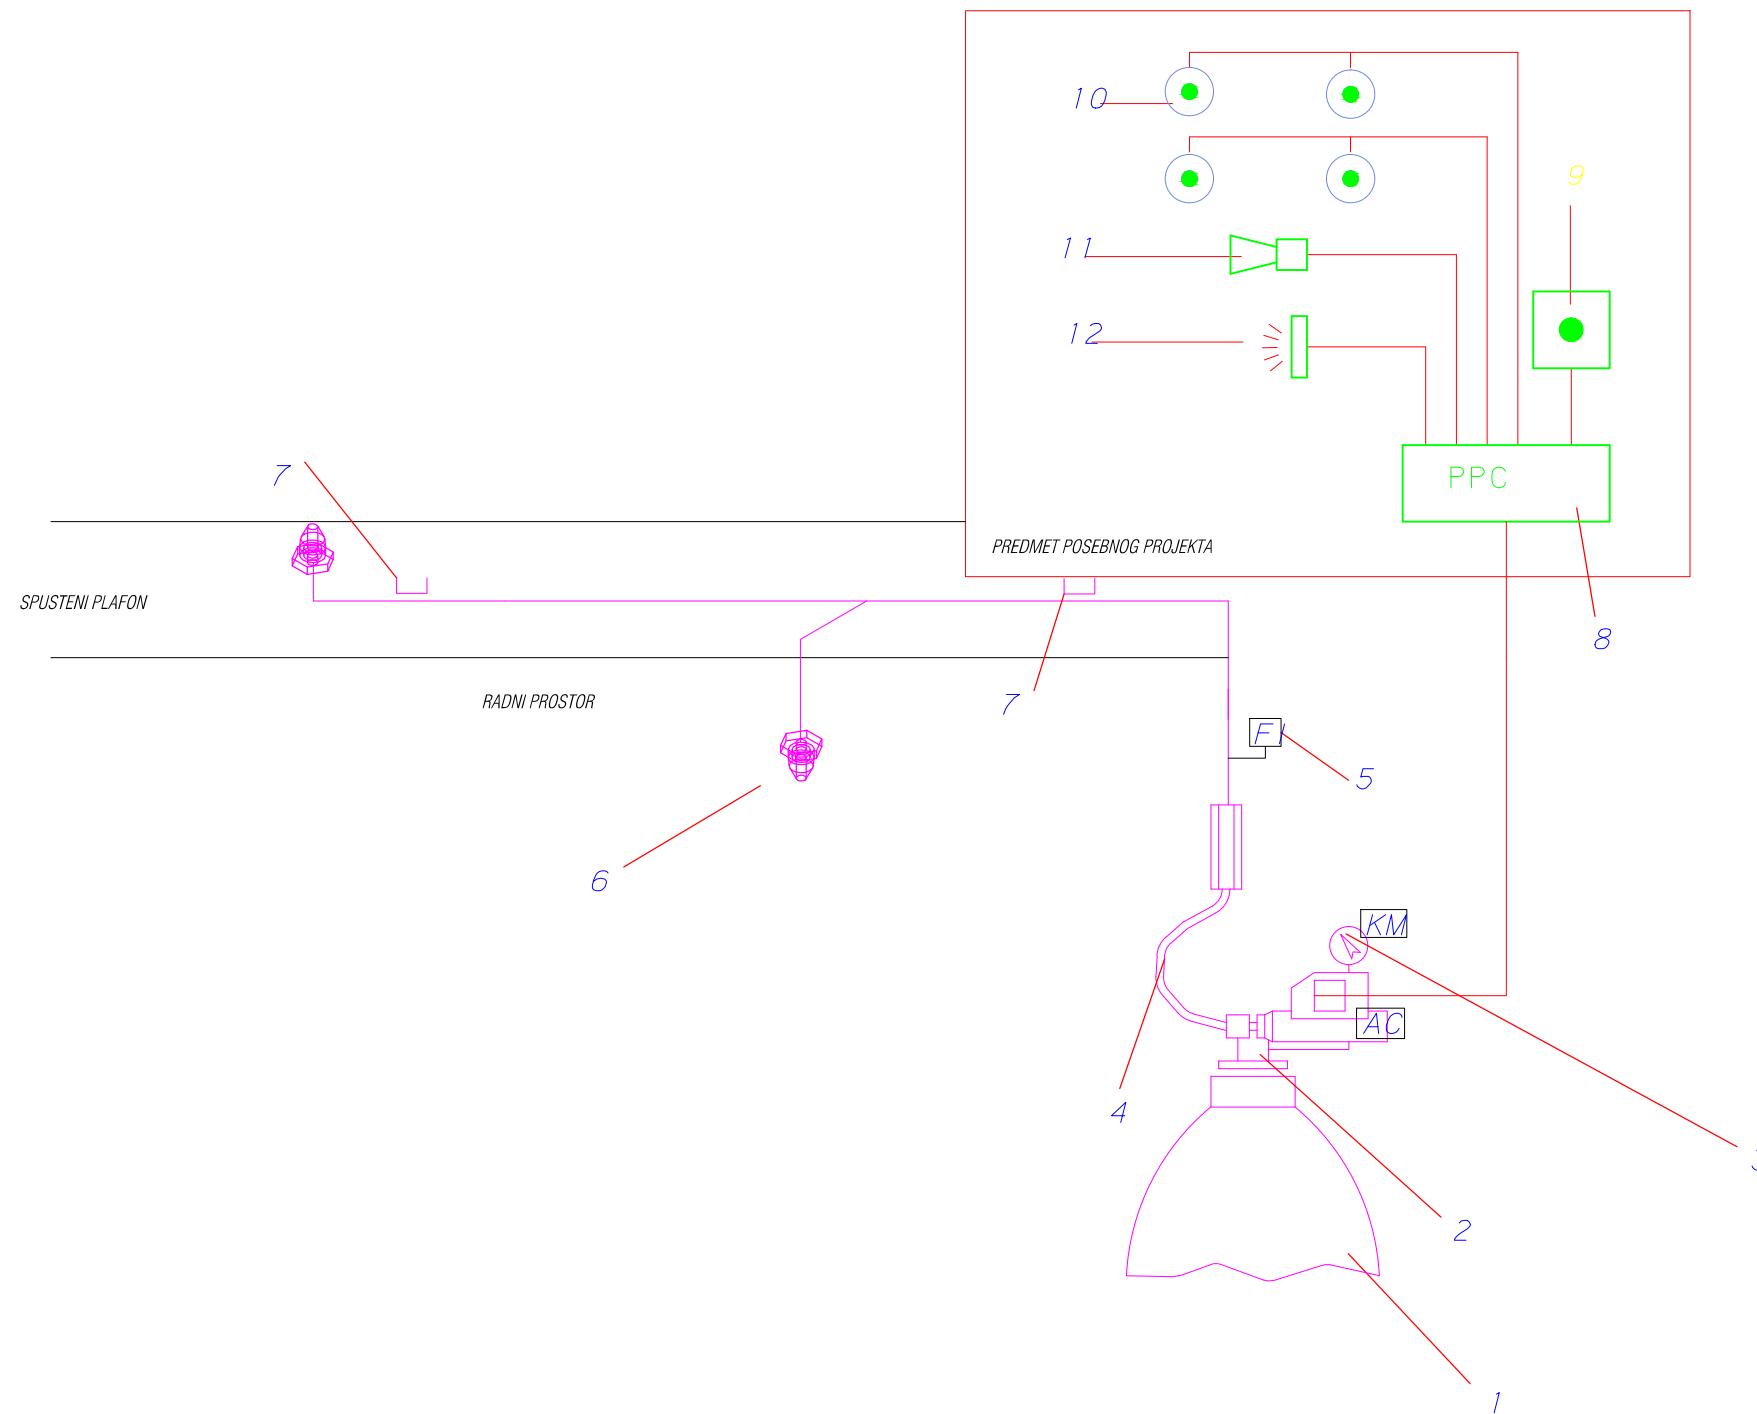 10
9
11
12
7
PPC
PREDMET POSEBNOG PROJEKTA
SPUSTENI PLAFON
8
RADNI PROSTOR
7
FI
5
6
KM
AC
4
2
1